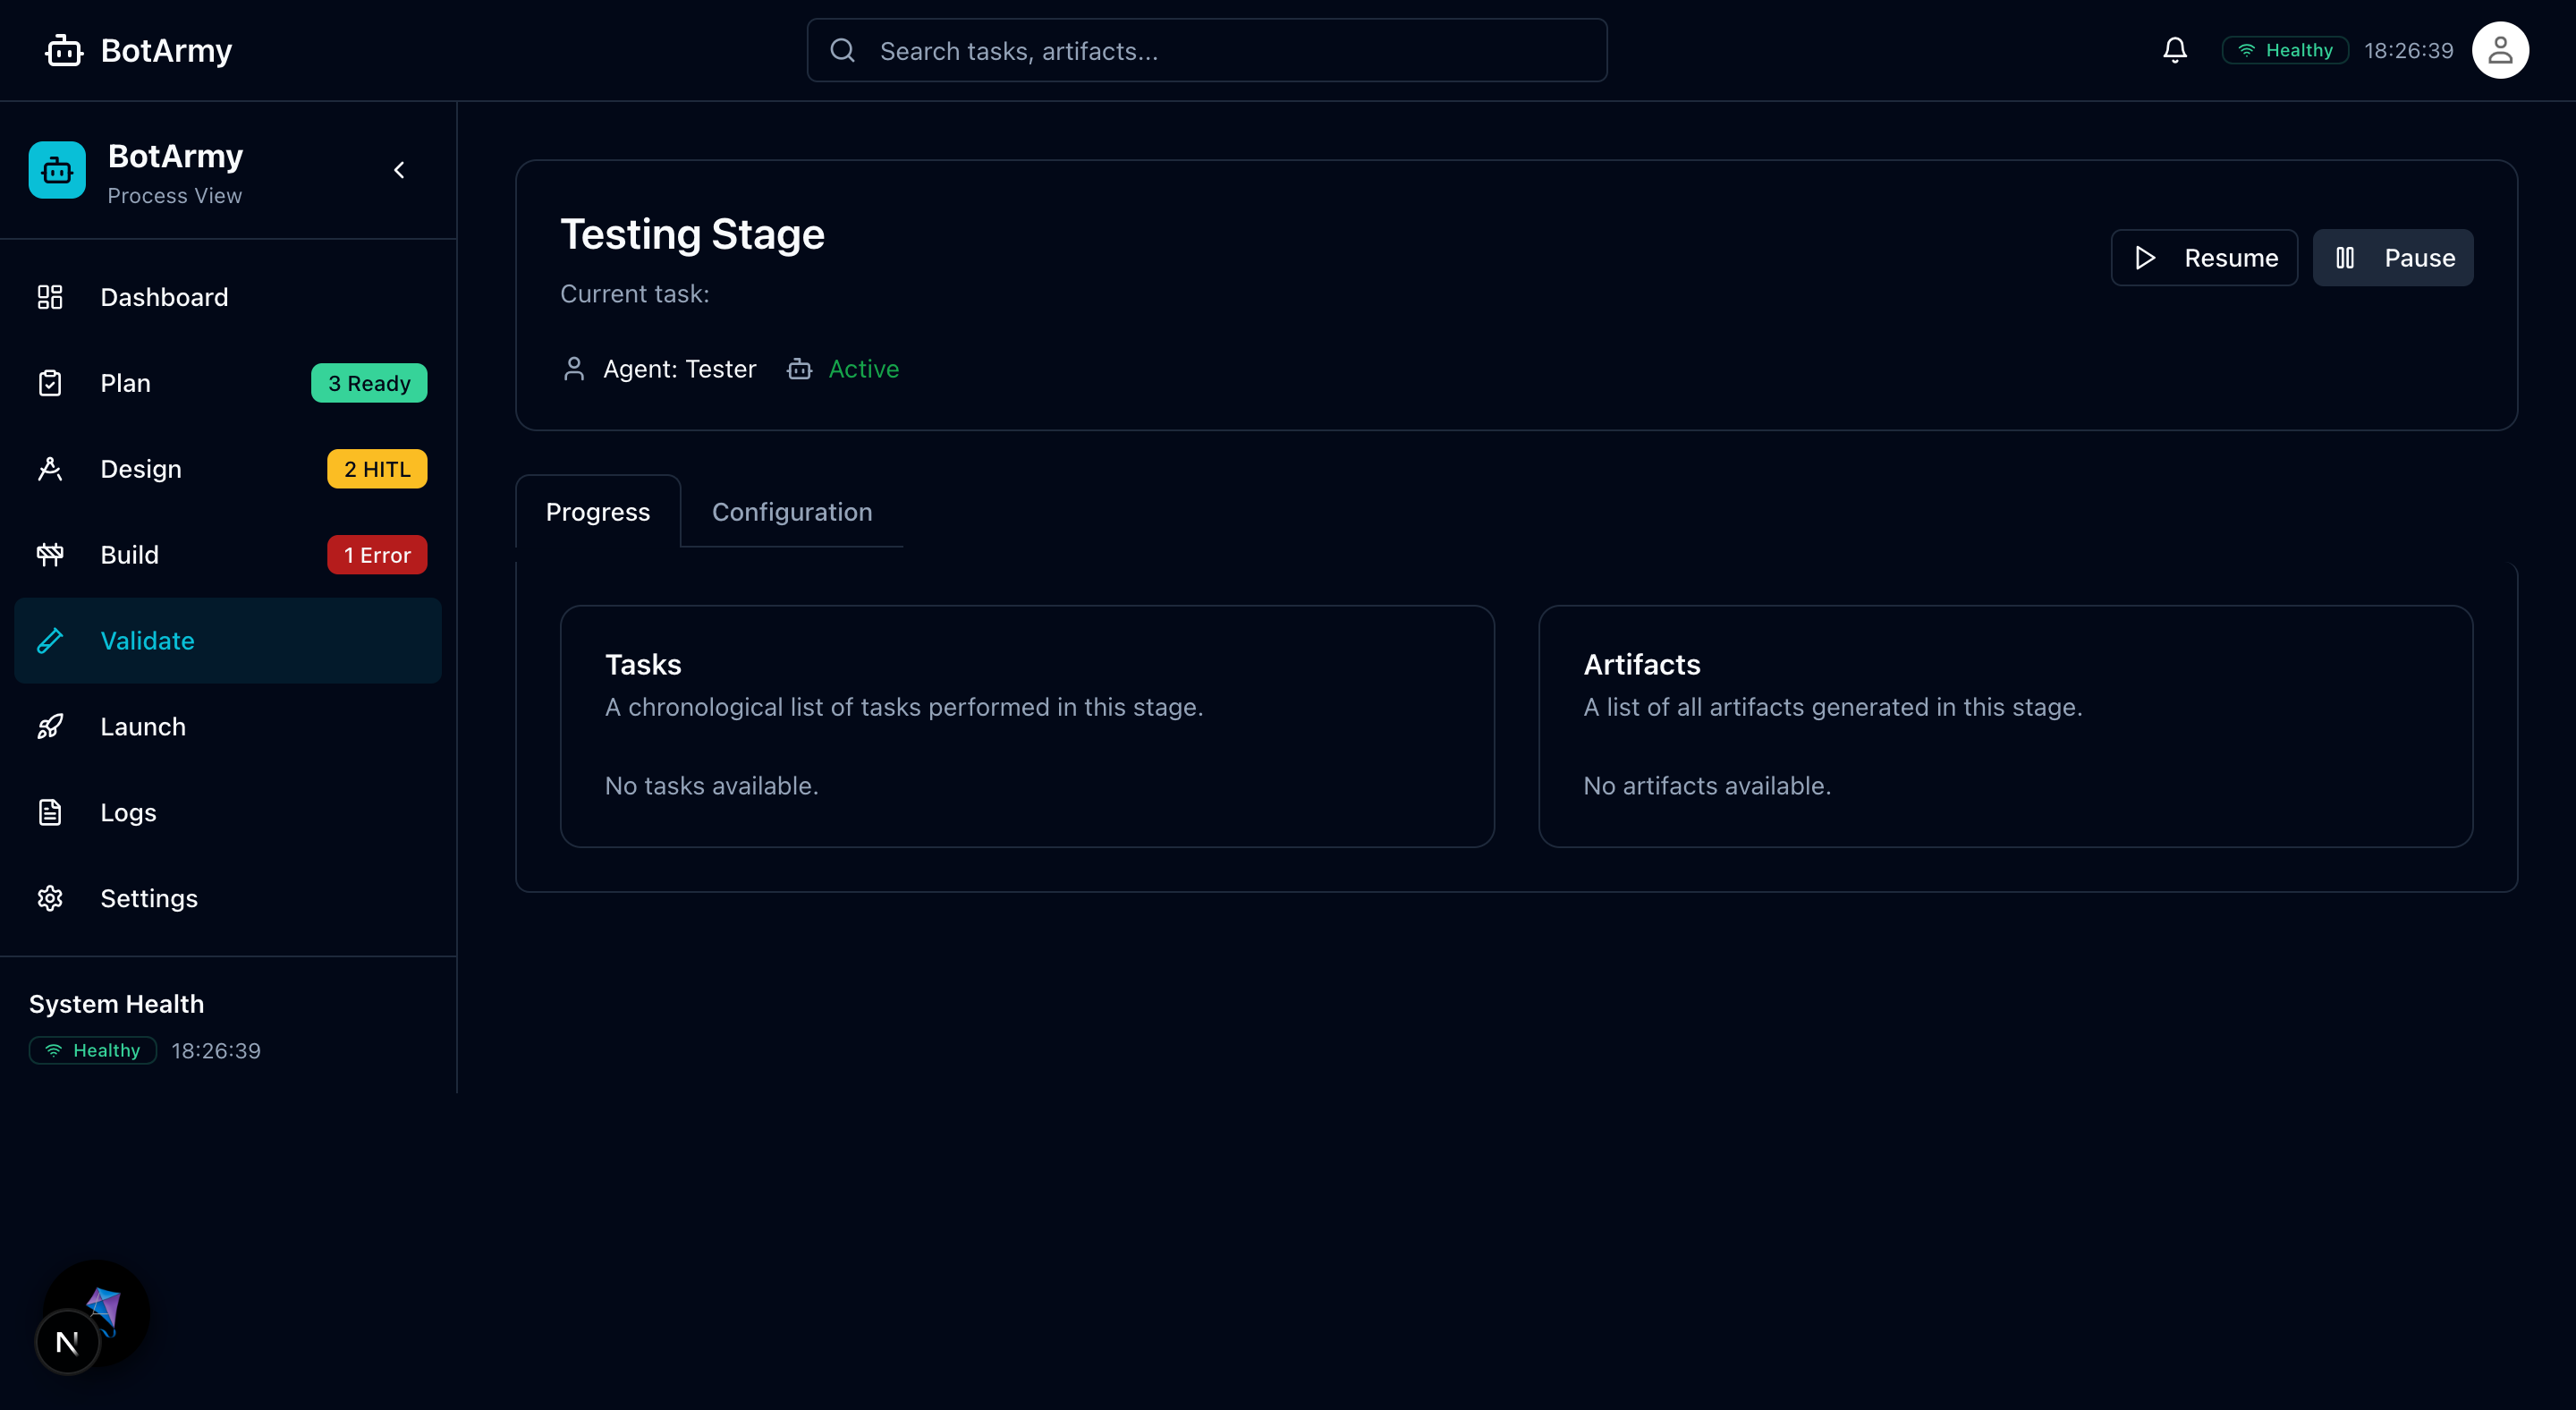 BotArmy
Search tasks, artifacts...
Healthy
18:26:39
BotArmy
Process View
Dashboard
Plan
3 Ready
Design
2 HITL
Build
1 Error
Validate
Launch
Logs
Settings
System Health
Healthy
18:26:39
Testing Stage
Current task:
Agent: Tester
Active
Resume
Pause
Progress
Configuration
Tasks
A chronological list of tasks performed in this stage.
No tasks available.
Artifacts
A list of all artifacts generated in this stage.
No artifacts available.
N